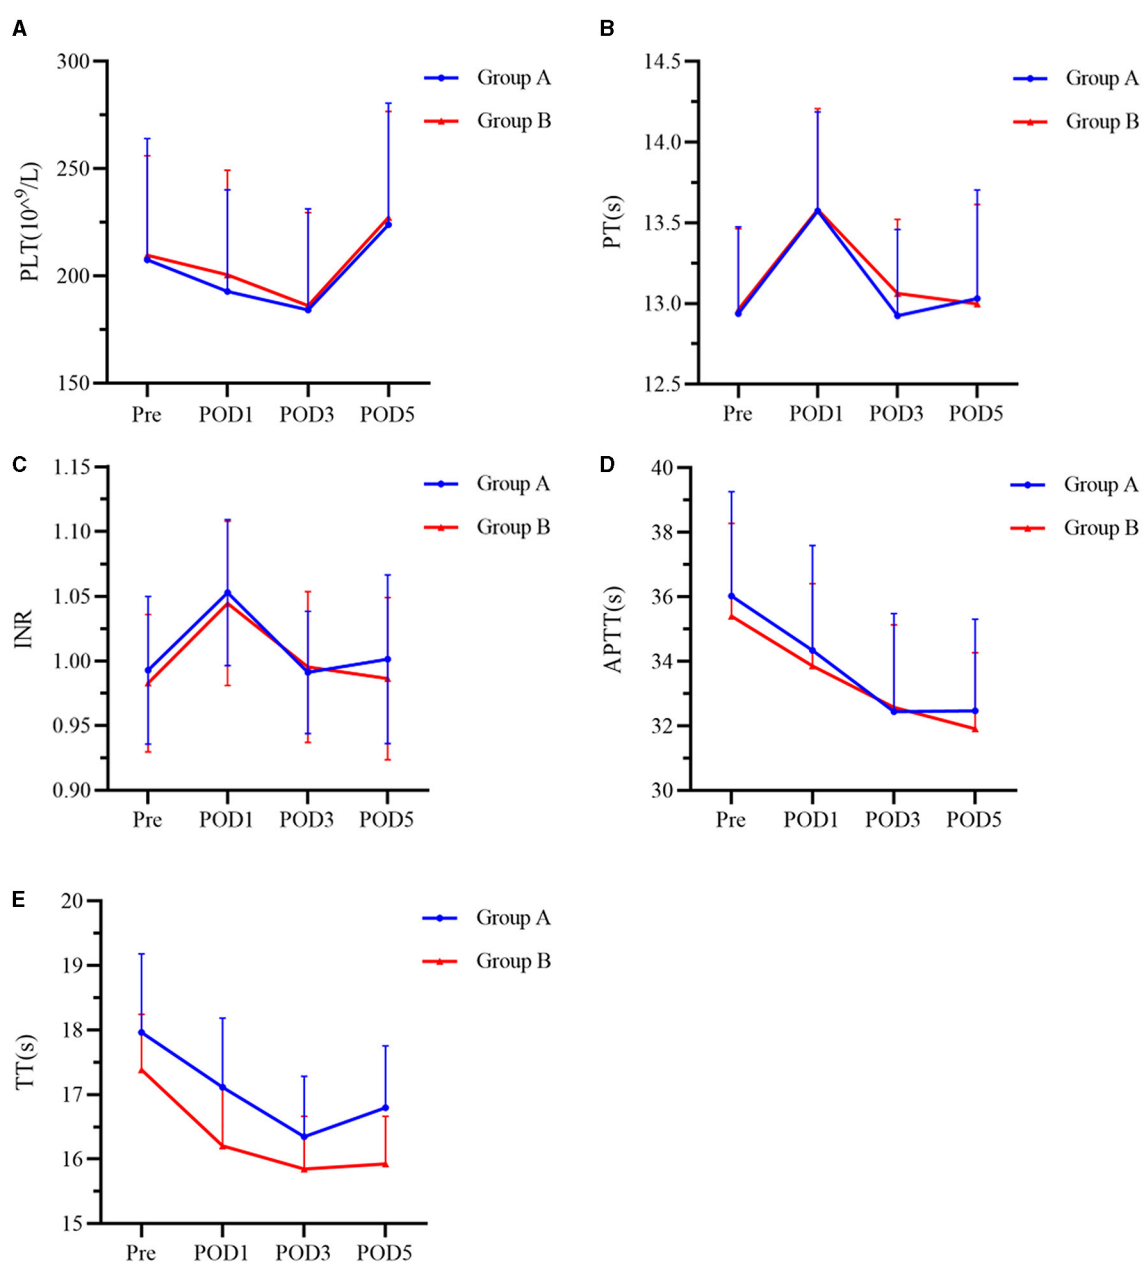 A
PLT(10^9/L)
300
250
200
150
Pre POD1 POD3 POD5
Group A
Group B
B
PT(s)
14.5
14.0
13.5
13.0
12.5
Pre POD1 POD3 POD5
Group A
Group B
C
INR
1.15
1.10
1.05
1.00
0.95
0.90
Pre POD1 POD3 POD5
Group A
Group B
D
APTT(s)
40
38
36
34
32
30
Pre POD1 POD3 POD5
Group A
Group B
E
TT(s)
20
19
18
17
16
15
Pre POD1 POD3 POD5
Group A
Group B